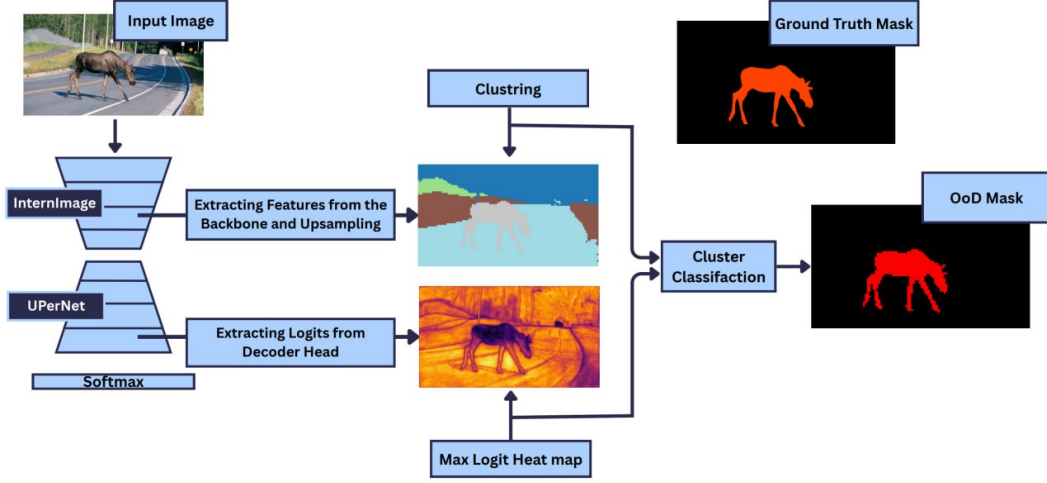 Input Image
Ground Truth Mask
Clustring
InternImage
Extracting Features from the
Backbone and Upsampling
OoD Mask
Cluster
Classifaction
UPerNet
Extracting Logits from
Decoder Head
Softmax
Max Logit Heat map